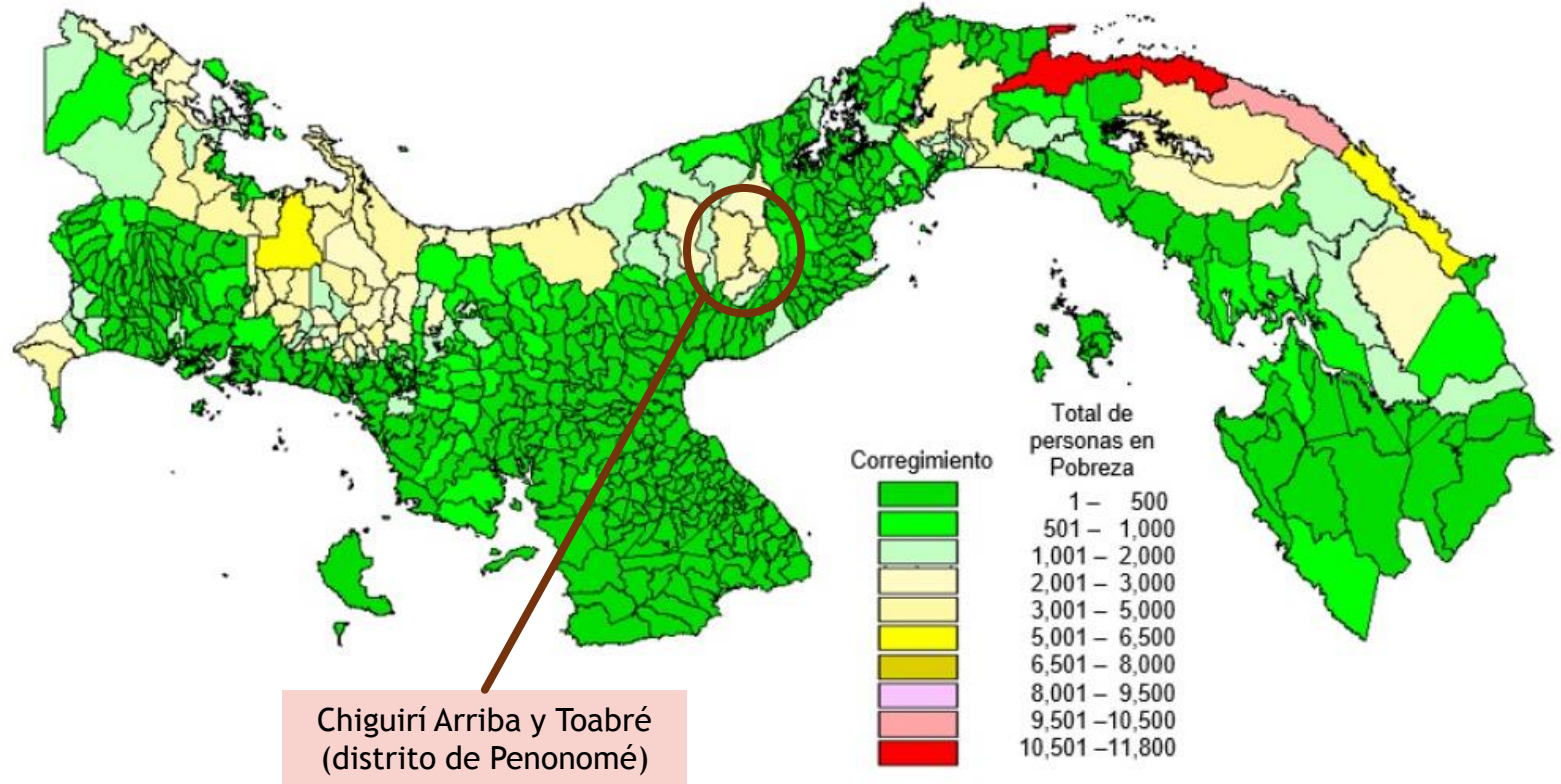 Corregimiento
Total de
personas en
Pobreza
1 – 500
501 – 1,000
1,001 – 2,000
2,001 – 3,000
3,001 – 5,000
5,001 – 6,500
6,501 – 8,000
8,001 – 9,500
9,501 –10,500
10,501 –11,800
Chiguirí Arriba y Toabré
(distrito de Penonomé)